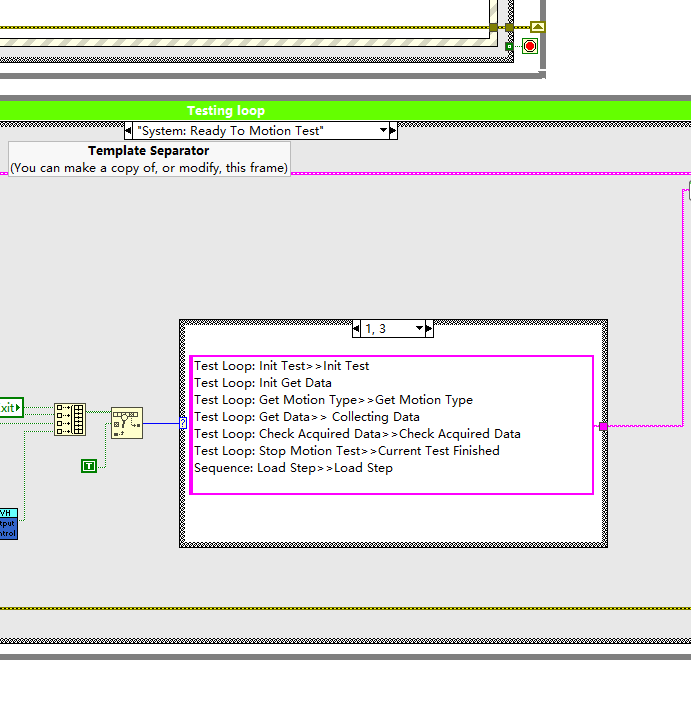 Testing loop
"System: Ready To Motion Test"
Template Separator
(You can make a copy of, or modify, this frame)
1, 3
Test Loop: Init Test>>Init Test
Test Loop: Init Get Data
Test Loop: Get Motion Type>>Get Motion Type
Test Loop: Get Data>> Collecting Data
Test Loop: Check Acquired Data>>Check Acquired Data
Test Loop: Stop Motion Test>>Current Test Finished
Sequence: Load Step>>Load Step
xit
?
T
VH
tput
ntrol